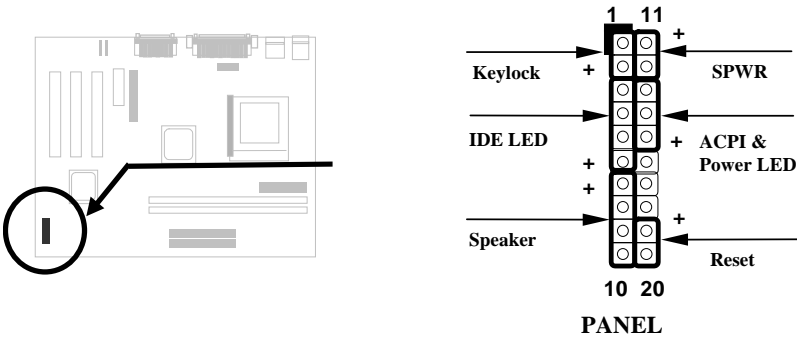 1 11
+
Keylock
+
SPWR
IDE LED
+
ACPI &
Power LED
+
+
Speaker
+
Reset
10 20
PANEL